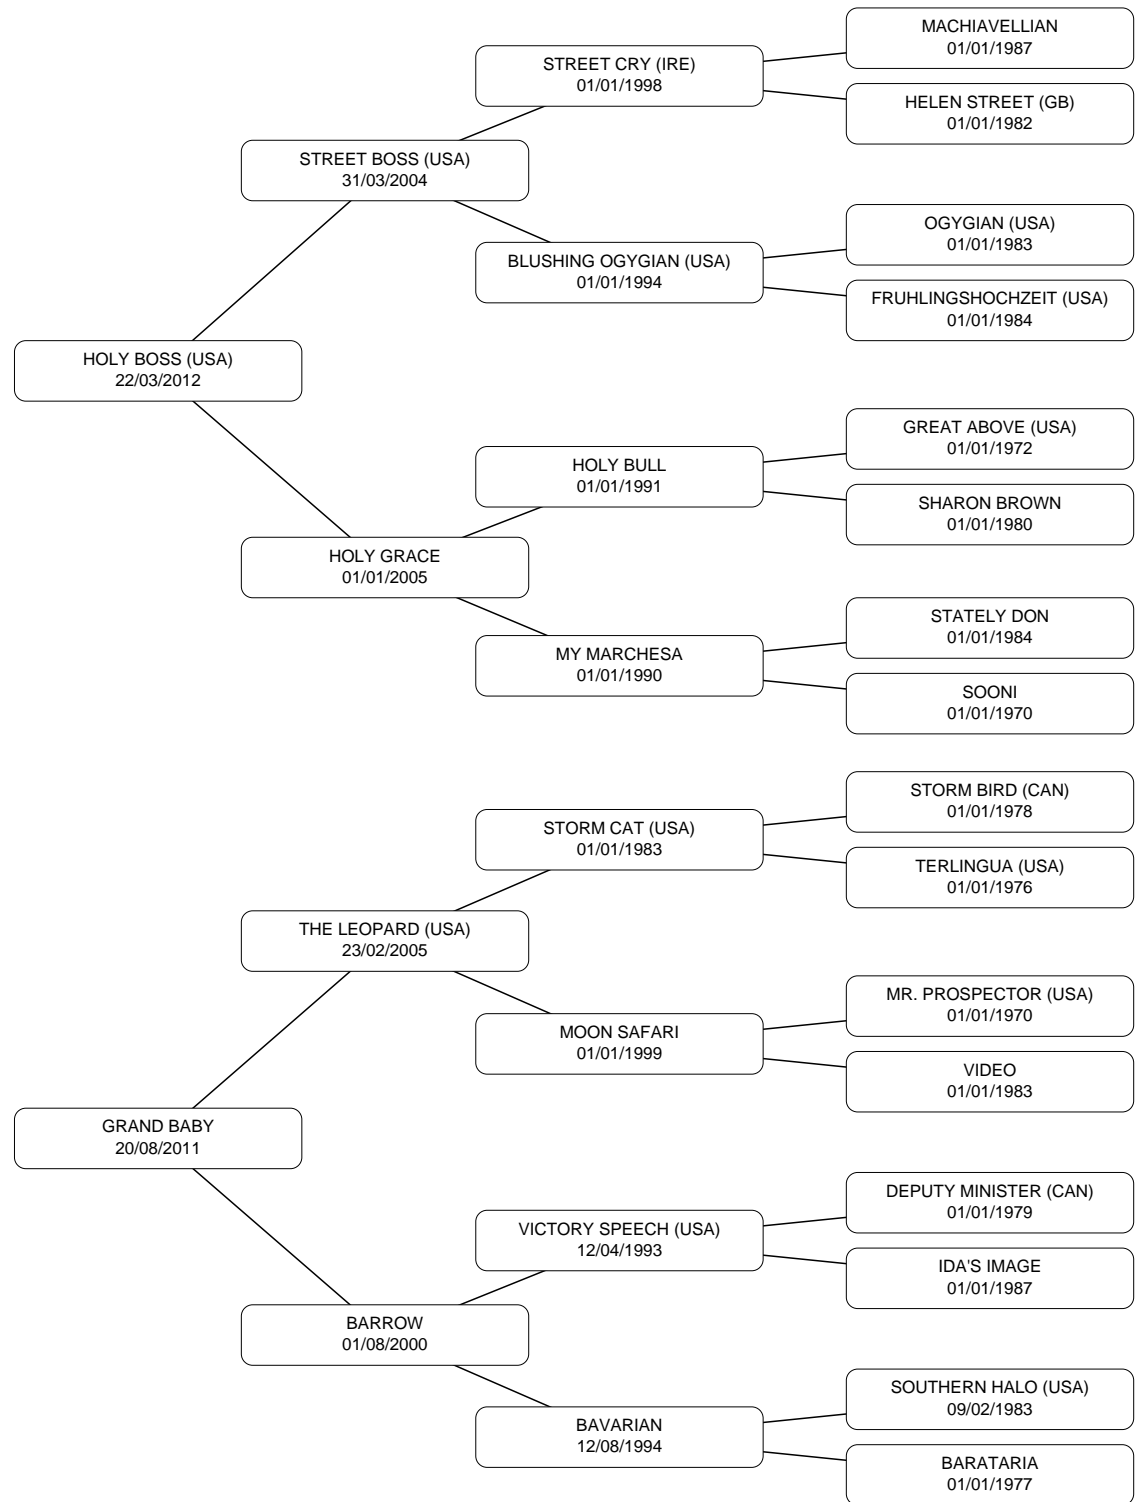 MACHIAVELLIAN
01/01/1987
STREET CRY (IRE)
01/01/1998
HELEN STREET (GB)
01/01/1982
STREET BOSS (USA)
31/03/2004
OGYGIAN (USA)
01/01/1983
BLUSHING OGYGIAN (USA)
01/01/1994
FRUHLINGSHOCHZEIT (USA)
01/01/1984
HOLY BOSS (USA)
22/03/2012
GREAT ABOVE (USA)
01/01/1972
HOLY BULL
01/01/1991
SHARON BROWN
01/01/1980
HOLY GRACE
01/01/2005
STATELY DON
01/01/1984
MY MARCHESA
01/01/1990
SOONI
01/01/1970
STORM BIRD (CAN)
01/01/1978
STORM CAT (USA)
01/01/1983
TERLINGUA (USA)
01/01/1976
THE LEOPARD (USA)
23/02/2005
MR. PROSPECTOR (USA)
01/01/1970
MOON SAFARI
01/01/1999
VIDEO
01/01/1983
GRAND BABY
20/08/2011
DEPUTY MINISTER (CAN)
01/01/1979
VICTORY SPEECH (USA)
12/04/1993
IDA'S IMAGE
01/01/1987
BARROW
01/08/2000
SOUTHERN HALO (USA)
09/02/1983
BAVARIAN
12/08/1994
BARATARIA
01/01/1977